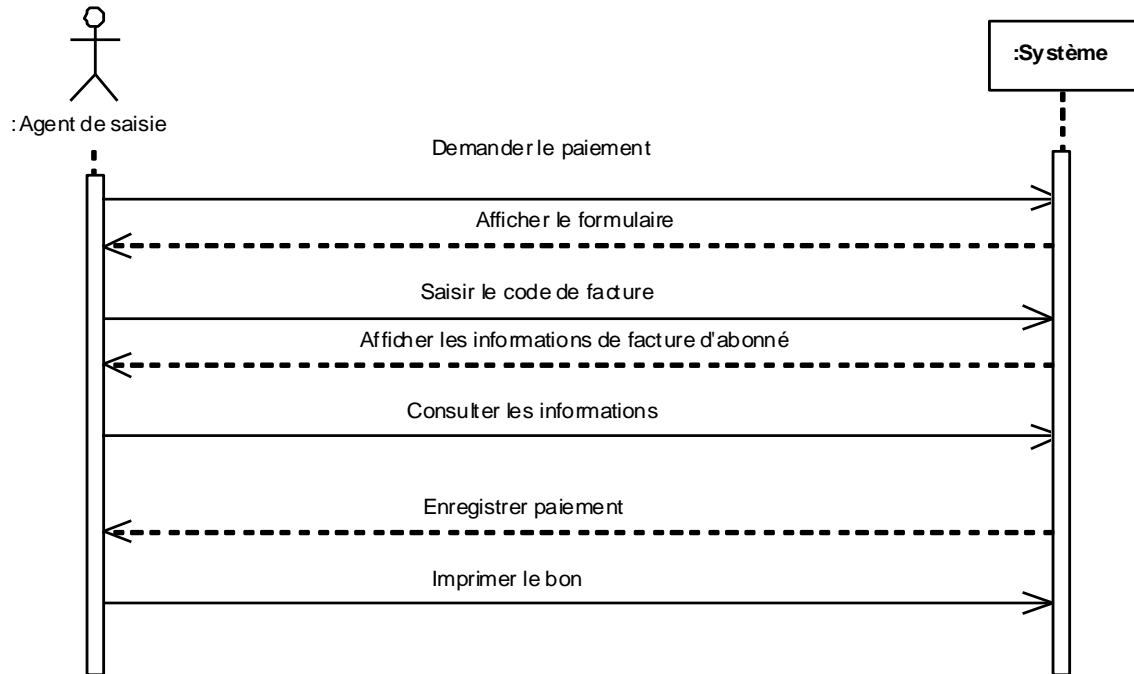 :Système
: Agent de saisie
Demander le paiement
Afficher le formulaire
Saisir le code de facture
Afficher les informations de facture d'abonné
Consulter les informations
Enregistrer paiement
Imprimer le bon